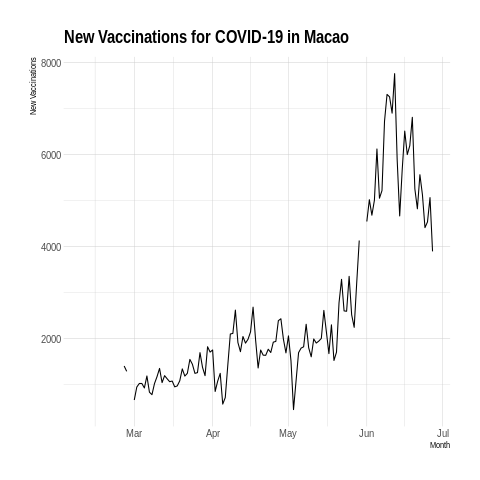 New Vaccinations for COVID-19 in Macao
New Vaccinations
8000
6000
4000
2000
Mar Apr May Jun Jul
Month